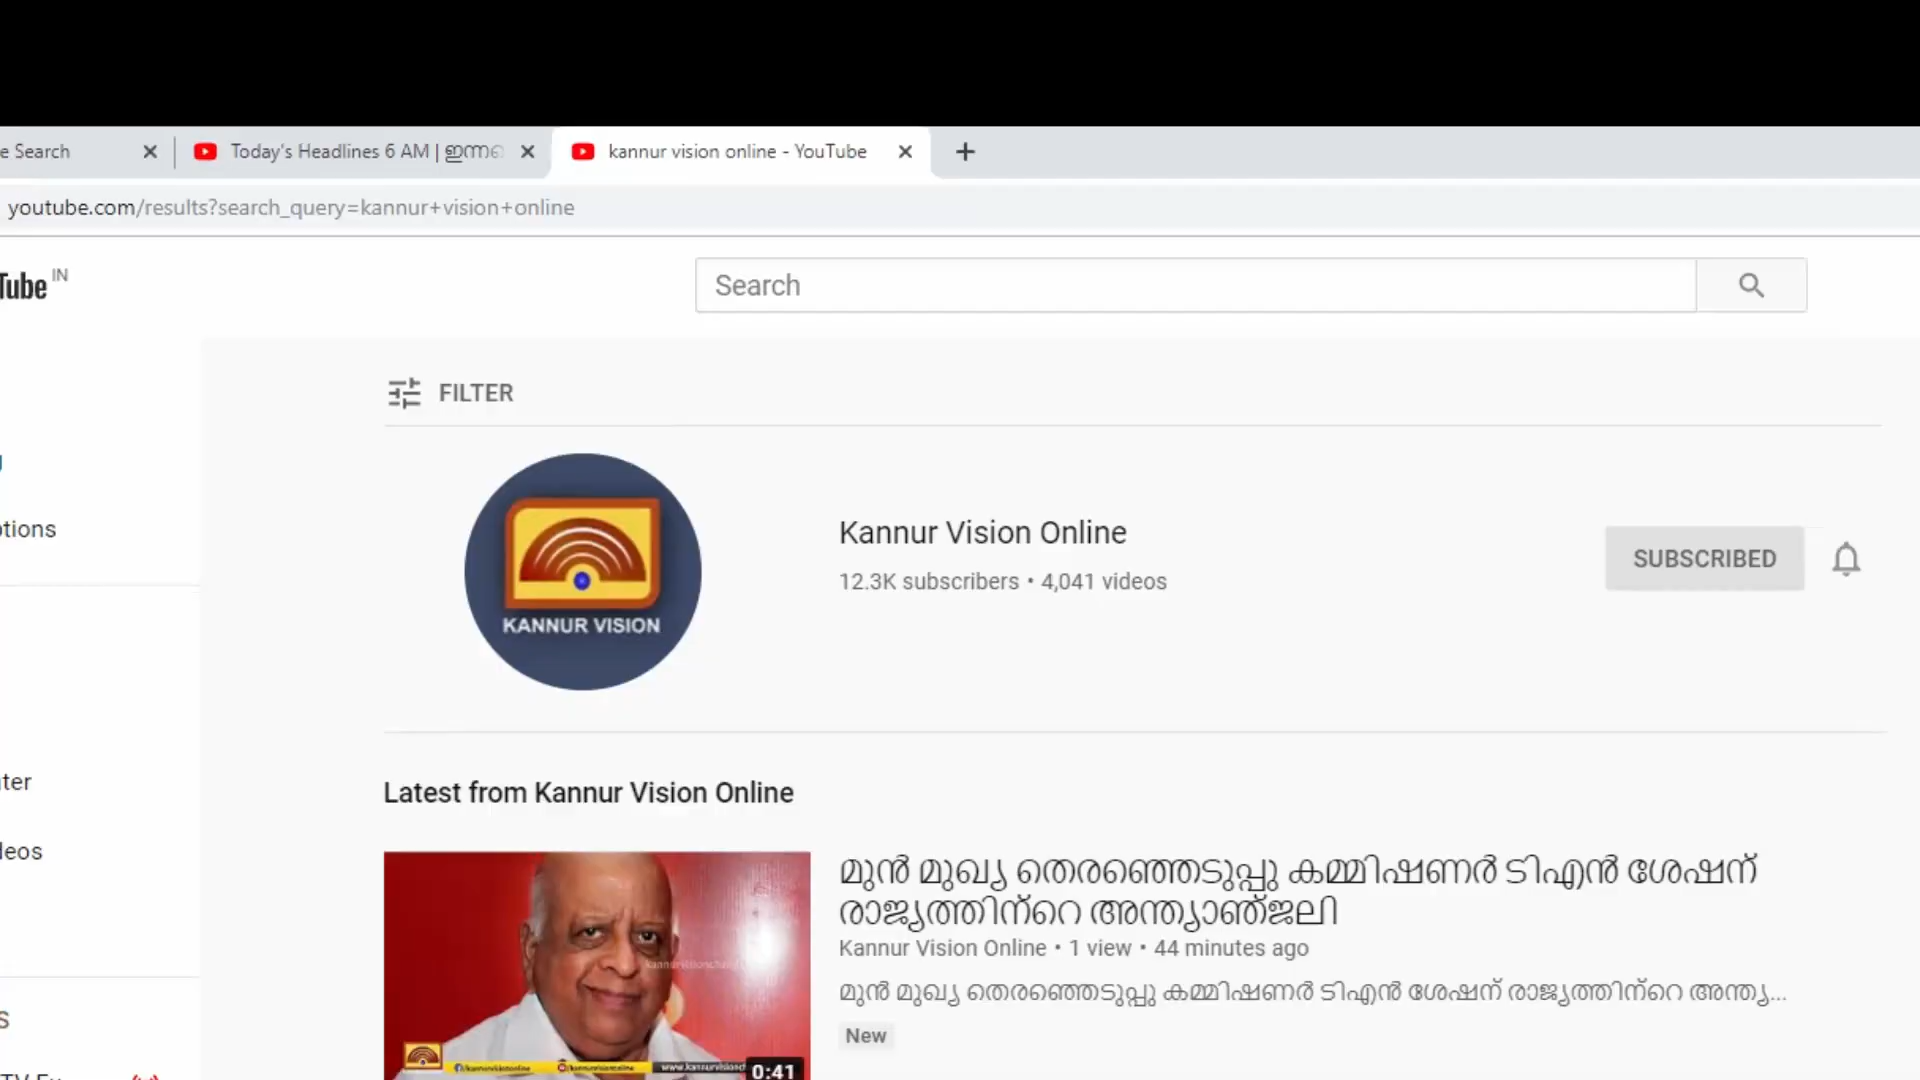 e Search
Today's Headlines 6 AM | ഇന്നെ
kannur vision online - YouTube
youtube.com/results?search_query=kannur+vision+online
Tube IN
Search
FILTER
otions
KANNUR VISION
Kannur Vision Online
12.3K subscribers • 4,041 videos
SUBSCRIBED
Latest from Kannur Vision Online
മുൻ മുഖ്യ തെരഞ്ഞെടുപ്പു കമ്മിഷണർ ടിഎൻ ശേഷന്
രാജ്യത്തിന്റെ അന്ത്യാഞ്ജലി
Kannur Vision Online • 1 view • 44 minutes ago
മുൻ മുഖ്യ തെരഞ്ഞെടുപ്പു കമ്മിഷണർ ടിഎൻ ശേഷന് രാജ്യത്തിന്റെ അന്ത്യ...
New
0:41
ter
deos
S